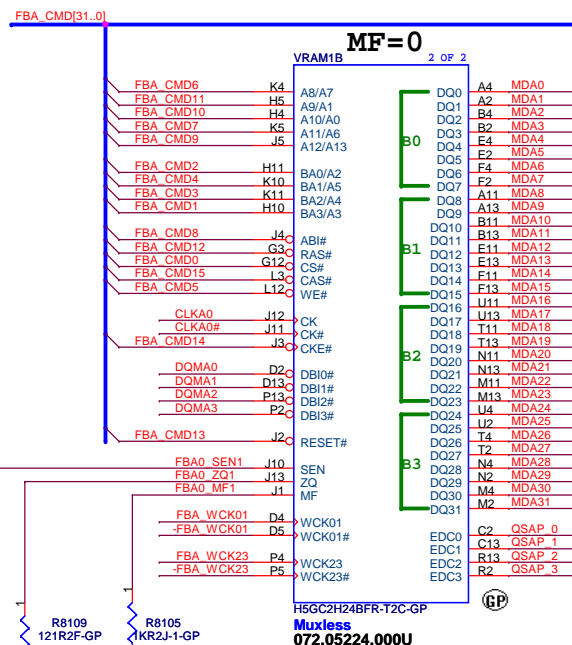 FBA_CMD[31..0]
MF=0
VRAM1B 2 OF 2
FBA_CMD6 K4 A8/A7 DQ0 A4 MDA0
FBA_CMD11 H5 A9/A1 DQ1 A2 MDA1
FBA_CMD10 H4 A10/A0 DQ2 B4 MDA2
FBA_CMD7 K5 A11/A6 DQ3 B2 MDA3
FBA_CMD9 J5 A12/A13 B0 DQ4 E4 MDA4
DQ5 E2 MDA5
FBA_CMD2 H11 BA0/A2 DQ6 F4 MDA6
FBA_CMD4 K10 BA1/A5 DQ7 F2 MDA7
FBA_CMD3 K11 BA2/A4 DQ8 A11 MDA8
FBA_CMD1 H10 BA3/A3 DQ9 A13 MDA9
DQ10 B11 MDA10
FBA_CMD8 J4 ABI# DQ11 B13 MDA11
FBA_CMD12 G3 RAS# B1 DQ12 E11 MDA12
FBA_CMD0 G12 CS# DQ13 E13 MDA13
FBA_CMD15 L3 CAS# DQ14 F11 MDA14
FBA_CMD5 L12 WE# DQ15 F13 MDA15
DQ16 U11 MDA16
CLKA0 J12 CK DQ17 U13 MDA17
CLKA0# J11 CK# DQ18 T11 MDA18
FBA_CMD14 J3 CKE# DQ19 T13 MDA19
B2 DQ20 N11 MDA20
DQMA0 D2 DBI0# DQ21 N13 MDA21
DQMA1 D13 DBI1# DQ22 M11 MDA22
DQMA2 P13 DBI2# DQ23 M13 MDA23
DQMA3 P2 DBI3# DQ24 U4 MDA24
DQ25 U2 MDA25
FBA_CMD13 J2 RESET# DQ26 T4 MDA26
DQ27 T2 MDA27
FBA0_SEN1 J10 SEN B3 DQ28 N4 MDA28
FBA0_ZQ1 J13 ZQ DQ29 N2 MDA29
FBA0_MF1 J1 MF DQ30 M4 MDA30
DQ31 M2 MDA31
FBA_WCK01 D4 WCK01
-FBA_WCK01 D5 WCK01# EDC0 C2 QSAP_0
EDC1 C13 QSAP_1
FBA_WCK23 P4 WCK23 EDC2 R13 QSAP_2
-FBA_WCK23 P5 WCK23# EDC3 R2 QSAP_3
H5GC2H24BFR-T2C-GP GP
1 1
R8109 R8105 Muxless
121R2F-GP 1KR2J-1-GP 072.05224.000U